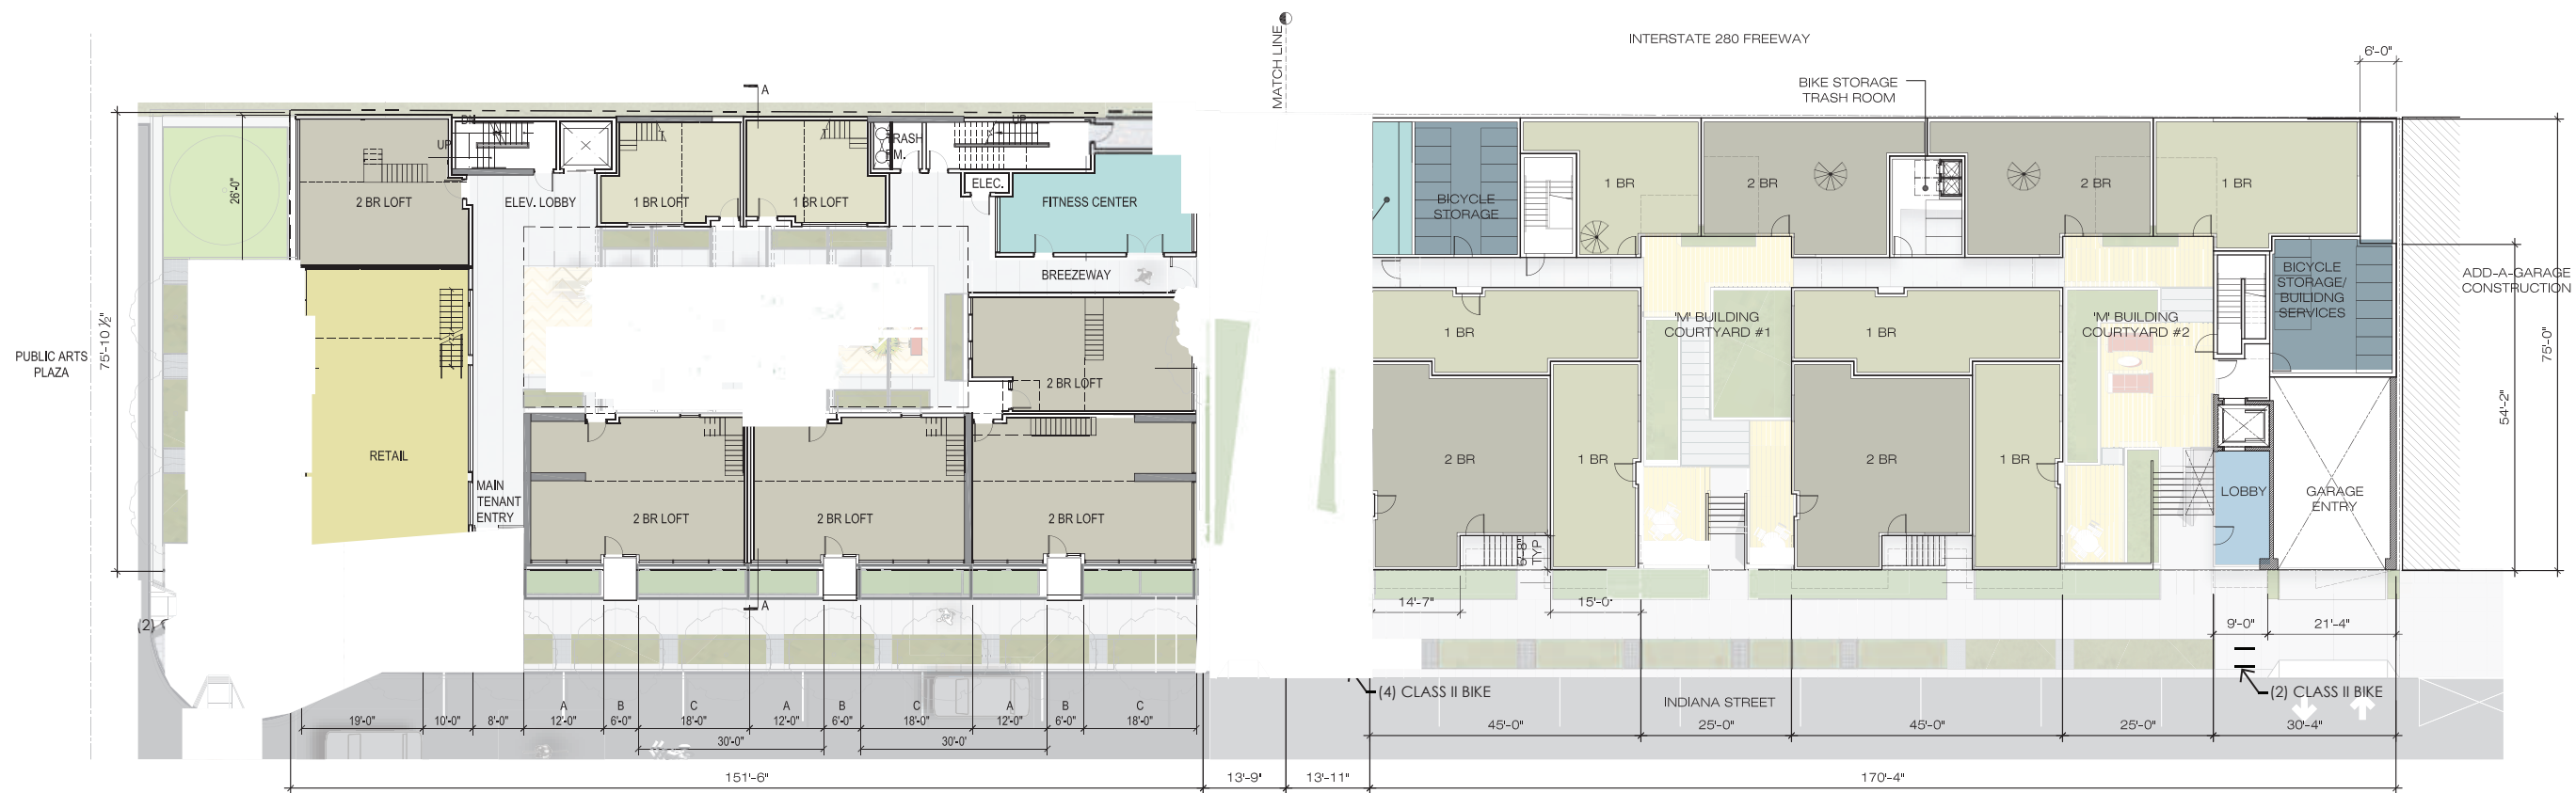 MATCH LINE
INTERSTATE 280 FREEWAY
6'-0"
BIKE STORAGE
TRASH ROOM
A
DN
UP
UP
TRASH
RM.
26'-0"
2 BR LOFT
ELEV. LOBBY
1 BR LOFT
1 BR LOFT
ELEC.
FITNESS CENTER
BREEZEWAY
BICYCLE
STORAGE
1 BR
2 BR
2 BR
1 BR
BICYCLE
STORAGE/
BUILIDNG
SERVICES
ADD-A-GARAGE
CONSTRUCTION
PUBLIC ARTS
PLAZA
75'-10 ½"
1 BR
'M' BUILDING
COURTYARD #1
1 BR
'M' BUILDING
COURTYARD #2
75'-0"
54'-2"
2 BR LOFT
RETAIL
MAIN
TENANT
ENTRY
2 BR LOFT
2 BR LOFT
2 BR LOFT
2 BR
1 BR
2 BR
1 BR
LOBBY
GARAGE
ENTRY
5'-8"
TYP
A
14'-7"
15'-0"
9'-0"
21'-4"
(2)
(4) CLASS II BIKE
INDIANA STREET
(2) CLASS II BIKE
A
B
C
A
B
C
A
B
C
19'-0"
10'-0"
8'-0"
12'-0"
6'-0"
18'-0"
12'-0"
6'-0"
18'-0"
12'-0"
6'-0"
18'-0"
45'-0"
25'-0"
45'-0"
25'-0"
30'-4"
30'-0"
30'-0'
151'-6"
13'-9"
13'-11"
170'-4"